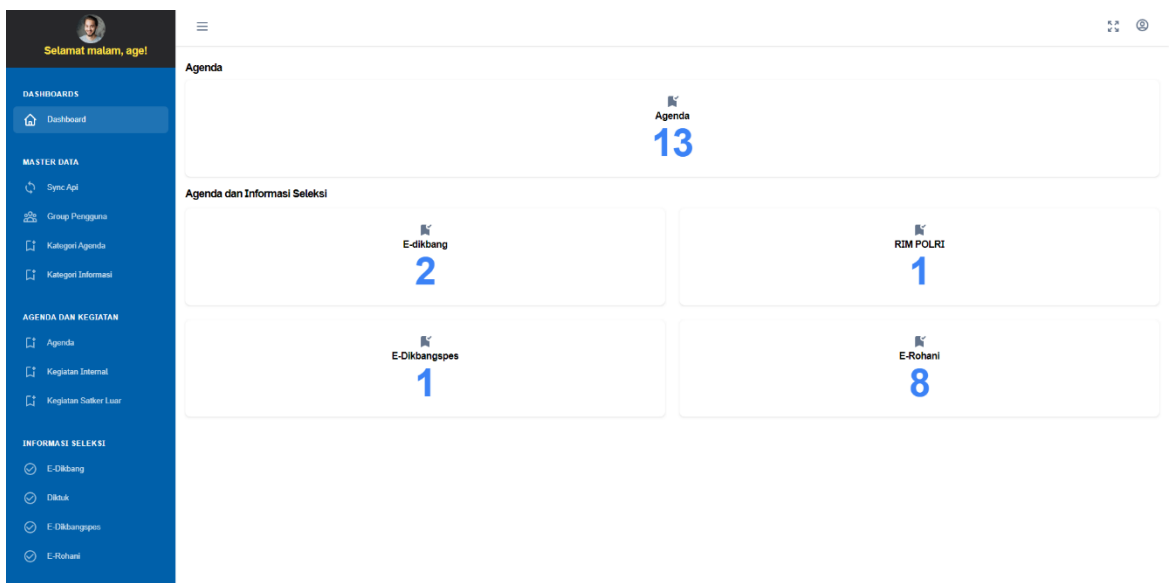 Selamat malam, age!
DASHBOARDS
Dashboard
MASTER DATA
Sync Api
Group Pengguna
Kategori Agenda
Kategori Informasi
AGENDA DAN KEGIATAN
Agenda
Kegiatan Internal
Kegiatan Satker Luar
INFORMASI SELEKSI
E-Dikbang
Diktuk
E-Dikbangspes
E-Rohani
Agenda
Agenda
13
Agenda dan Informasi Seleksi
E-dikbang
2
RIM POLRI
1
E-Dikbangspes
1
E-Rohani
8